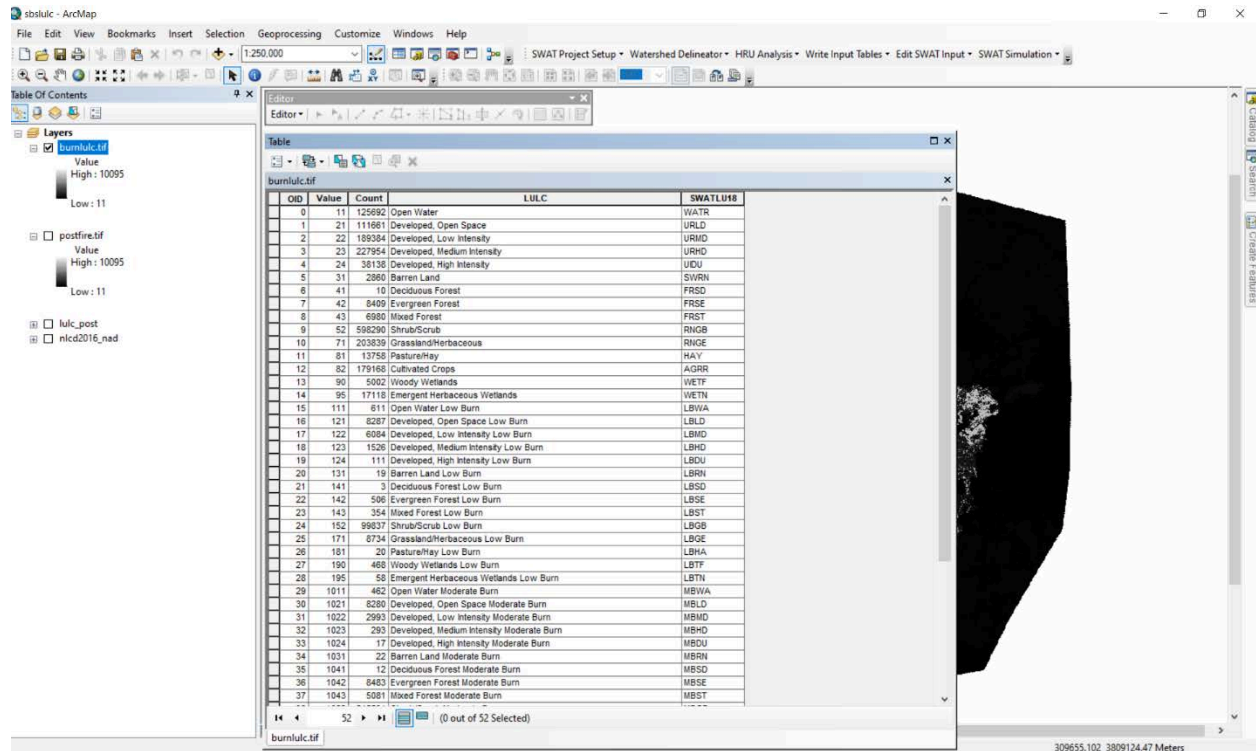 sbslulc - ArcMap
File Edit View Bookmarks Insert Selection Geoprocessing Customize Windows Help
1:250,000
SWAT Project Setup Watershed Delineator HRU Analysis Write Input Tables Edit SWAT Input SWAT Simulation
Table Of Contents
Layers
burnlulc.tif
Value
High : 10095
Low : 11
postfire.tif
Value
High : 10095
Low : 11
lulc_post
nlcd2016_nad
Editor
Editor
Table
burnlulc.tif
OID Value Count LULC SWATLU18
0 11 125692 Open Water WATR
1 21 111661 Developed, Open Space URLD
2 22 189384 Developed, Low Intensity URMD
3 23 227954 Developed, Medium Intensity URHD
4 24 38138 Developed, High Intensity UIDU
5 31 2860 Barren Land SWRN
6 41 10 Deciduous Forest FRSD
7 42 8409 Evergreen Forest FRSE
8 43 6980 Mixed Forest FRST
9 52 598290 Shrub/Scrub RNGB
10 71 203839 Grassland/Herbaceous RNGE
11 81 13758 Pasture/Hay HAY
12 82 179168 Cultivated Crops AGRR
13 90 5002 Woody Wetlands WETF
14 95 17118 Emergent Herbaceous Wetlands WETN
15 111 611 Open Water Low Burn LBWA
16 121 8287 Developed, Open Space Low Burn LBLD
17 122 6084 Developed, Low Intensity Low Burn LBMD
18 123 1526 Developed, Medium Intensity Low Burn LBHD
19 124 111 Developed, High Intensity Low Burn LBDU
20 131 19 Barren Land Low Burn LBRN
21 141 3 Deciduous Forest Low Burn LBSD
22 142 506 Evergreen Forest Low Burn LBSE
23 143 354 Mixed Forest Low Burn LBST
24 152 99837 Shrub/Scrub Low Burn LBGB
25 171 8734 Grassland/Herbaceous Low Burn LBGE
26 181 20 Pasture/Hay Low Burn LBHA
27 190 468 Woody Wetlands Low Burn LBTF
28 195 58 Emergent Herbaceous Wetlands Low Burn LBTN
29 1011 462 Open Water Moderate Burn MBWA
30 1021 8280 Developed, Open Space Moderate Burn MBLD
31 1022 2993 Developed, Low Intensity Moderate Burn MBMD
32 1023 293 Developed, Medium Intensity Moderate Burn MBHD
33 1024 17 Developed, High Intensity Moderate Burn MBDU
34 1031 22 Barren Land Moderate Burn MBRN
35 1041 12 Deciduous Forest Moderate Burn MBSD
36 1042 8483 Evergreen Forest Moderate Burn MBSE
37 1043 5081 Mixed Forest Moderate Burn MBST
52 (0 out of 52 Selected)
burnlulc.tif
Catalog
Search
Create Features
309655.102 3809124.47 Meters